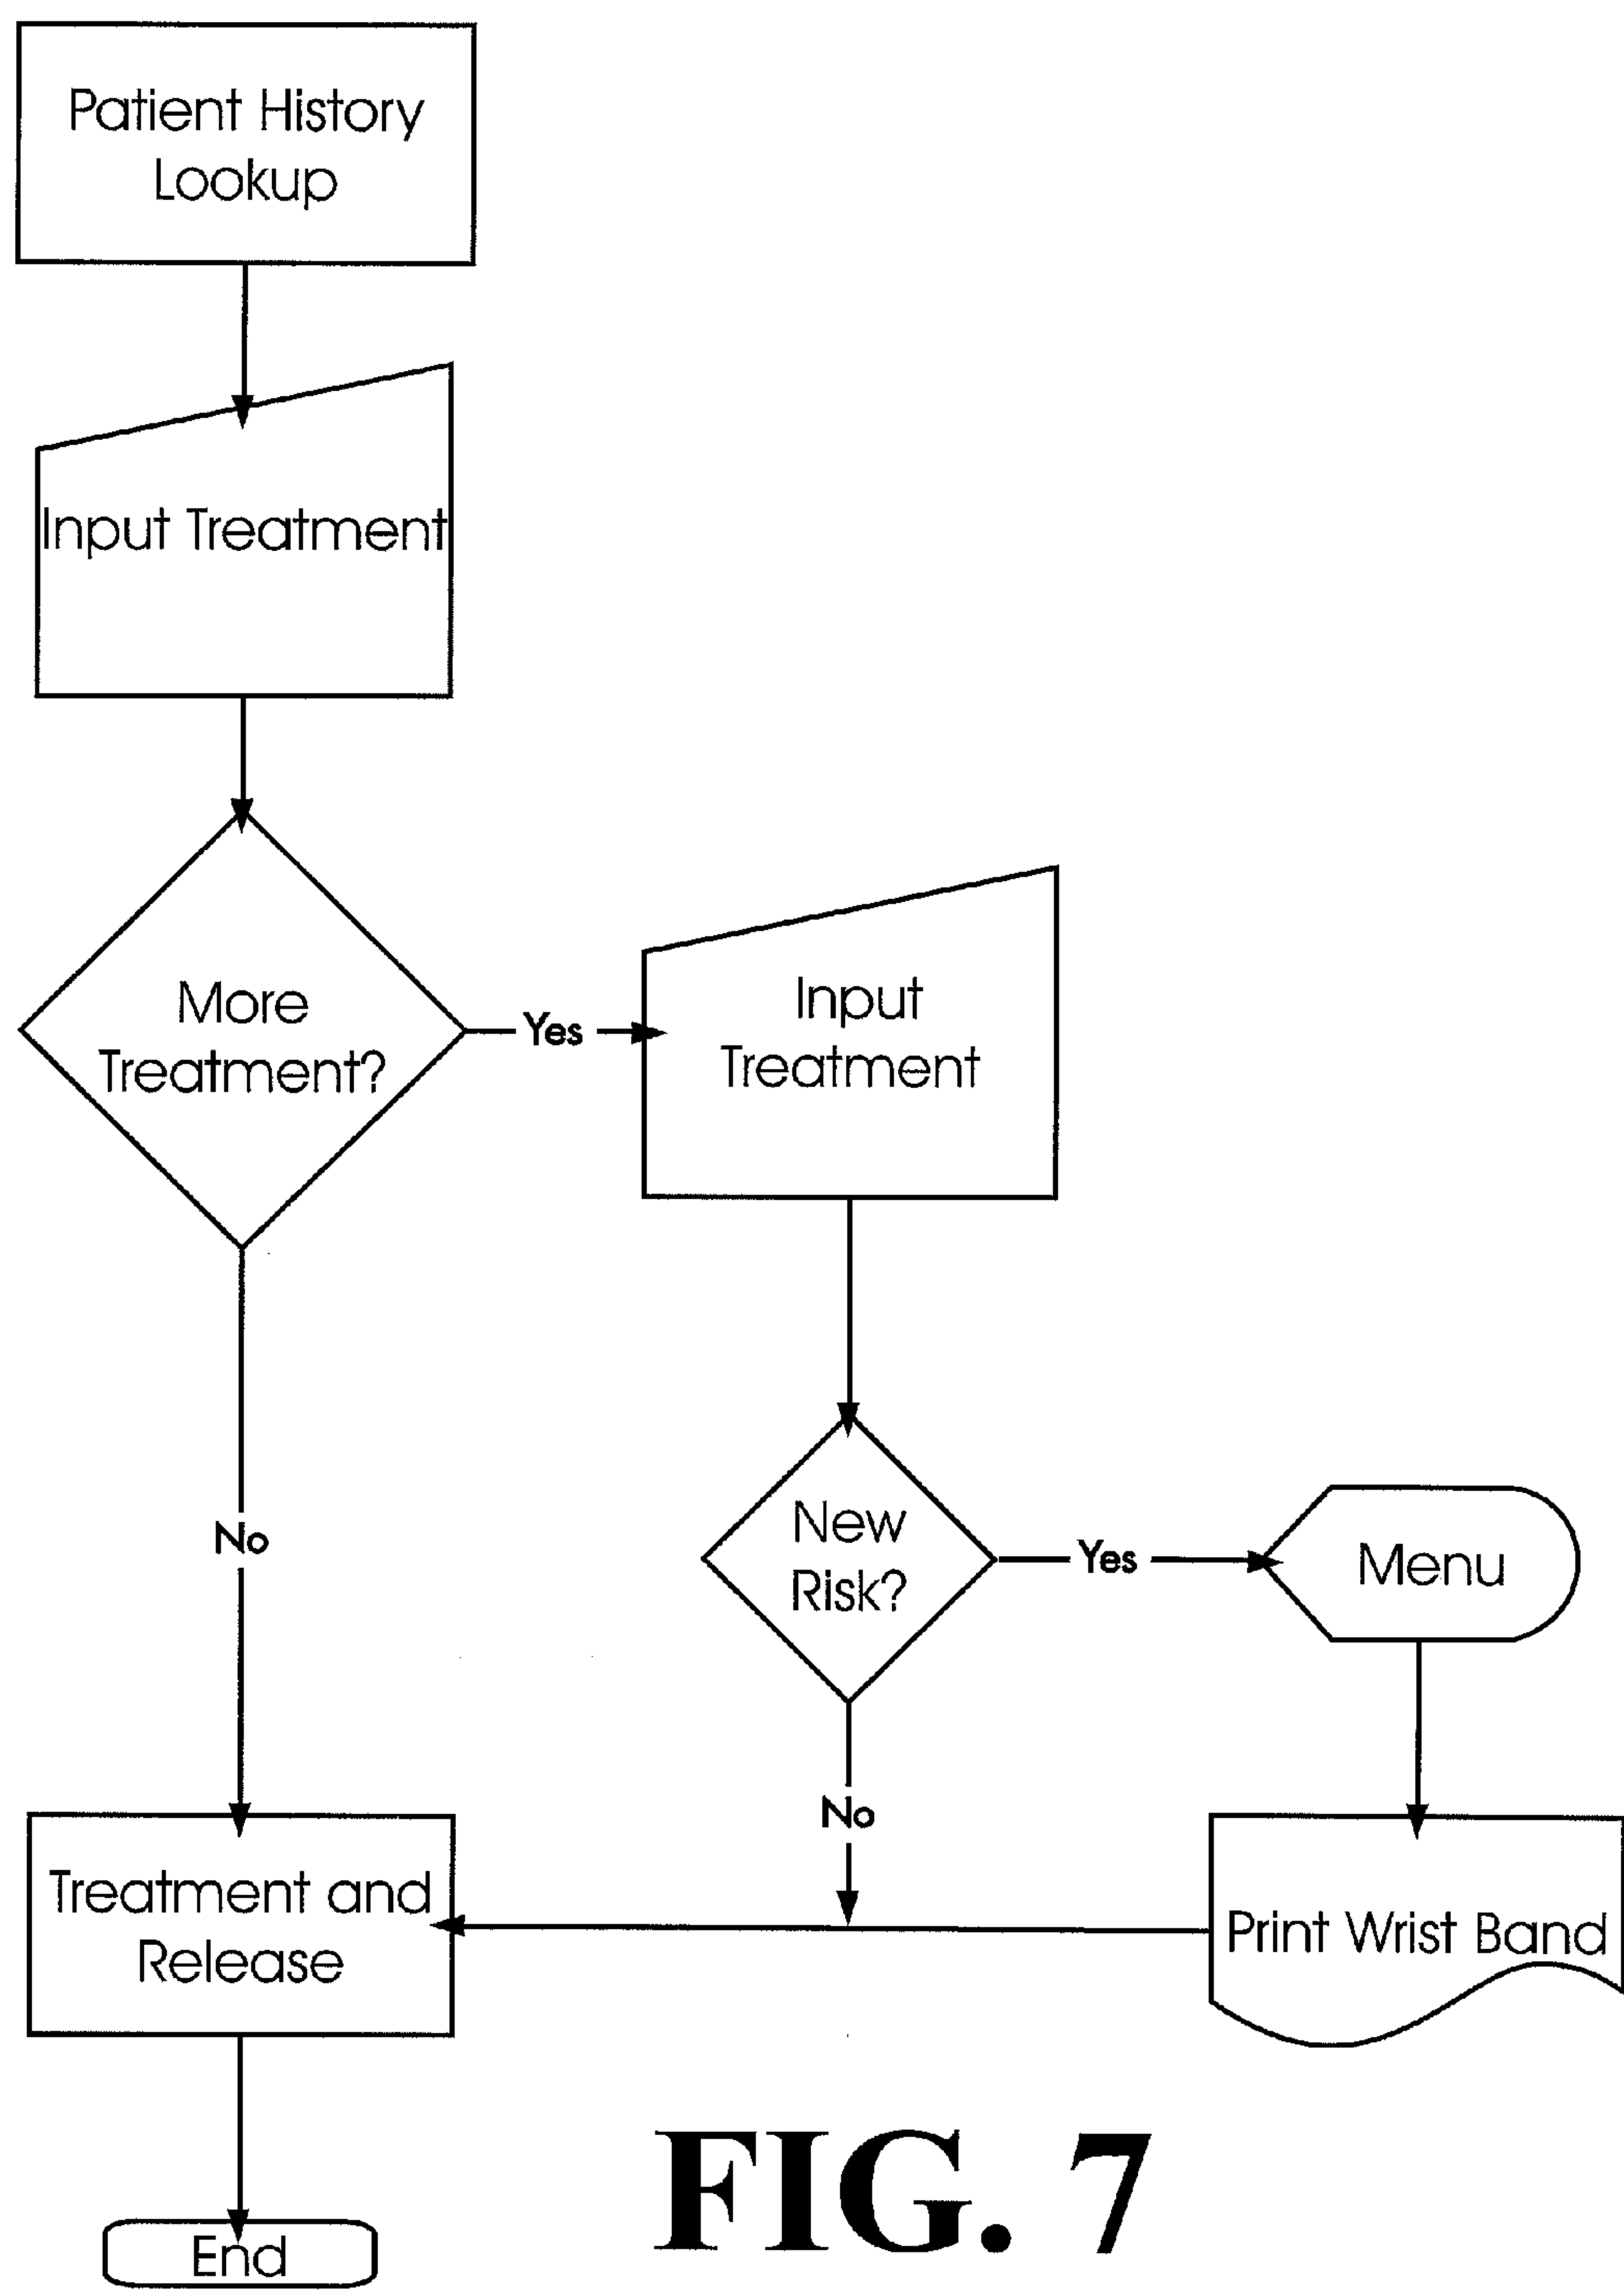 Patient History
Lookup
Input Treatment
More
Treatment?
Yes
Input
Treatment
No
New
Risk?
Yes
Menu
No
Treatment and
Release
Print Wrist Band
End
FIG. 7